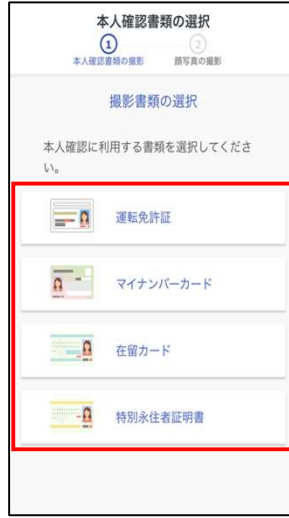 本人確認書類の選択
1
2
本人確認書類の撮影
顔写真の撮影
撮影書類の選択
本人確認に利用する書類を選択してくださ
い。
運転免許証
マイナンバーカード
在留カード
特別永住者証明書